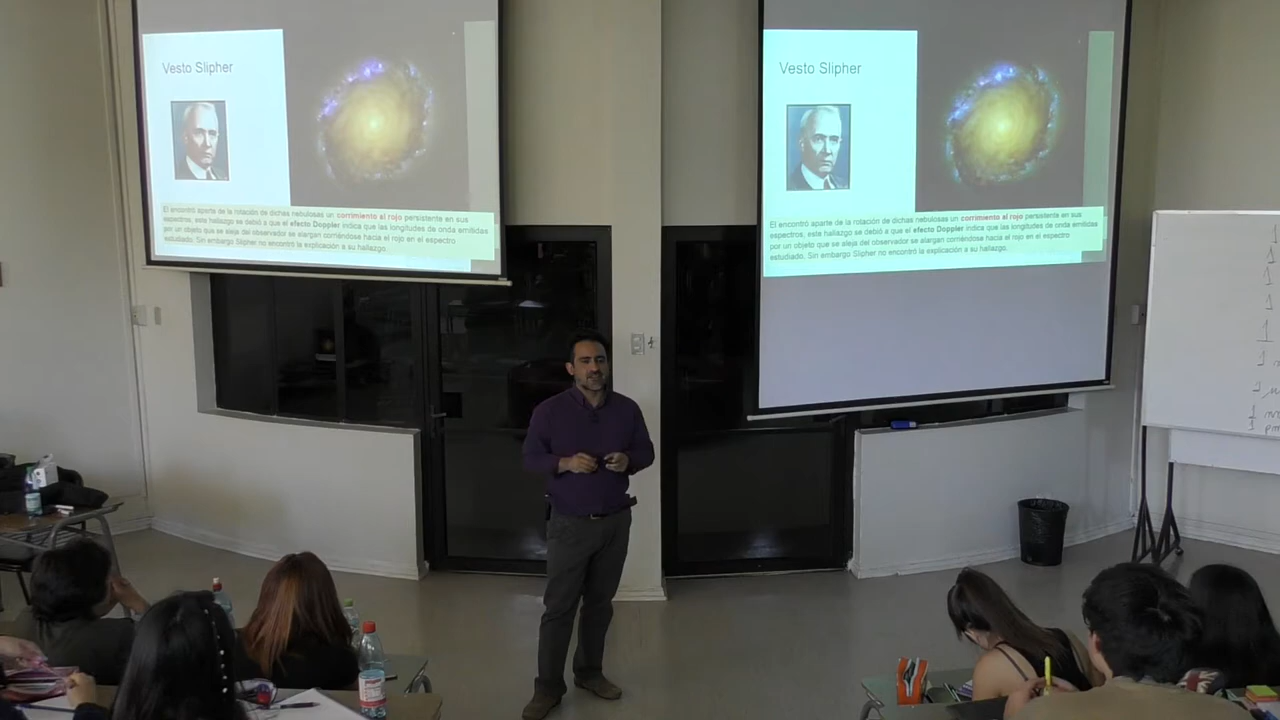 Vesto Slipher
El encontró aparte de la rotación de dichas nebulosas un corrimiento al rojo persistente en sus
espectros, este hallazgo se debió a que el efecto Doppler indica que las longitudes de onda emitidas
por un objeto que se aleja del observador se alargan corriéndose hacia el rojo en el espectro
estudiado. Sin embargo Slipher no encontró la explicación a su hallazgo.
Vesto Slipher
El encontró aparte de la rotación de dichas nebulosas un corrimiento al rojo persistente en sus
espectros, este hallazgo se debió a que el efecto Doppler indica que las longitudes de onda emitidas
por un objeto que se aleja del observador se alargan corriéndose hacia el rojo en el espectro
estudiado. Sin embargo Slipher no encontró la explicación a su hallazgo.